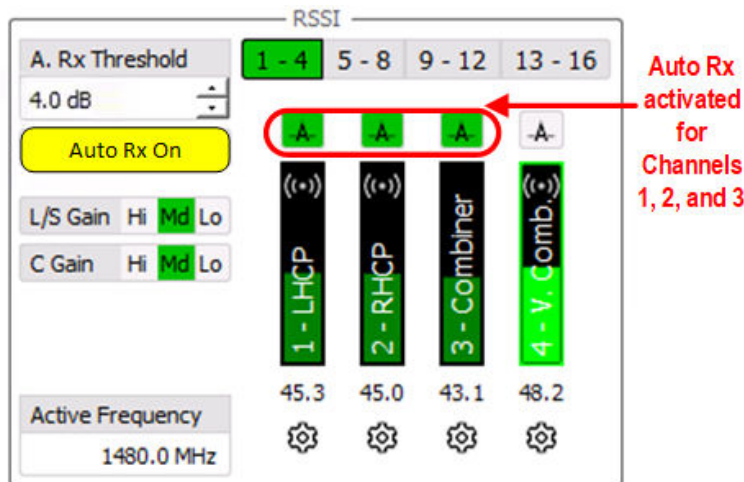 RSSI
A. Rx Threshold
4.0 dB
Auto Rx On
L/S Gain Hi Md Lo
C Gain Hi Md Lo
Active Frequency
1480.0 MHz
1 - 4 5 - 8 9 - 12 13 - 16
-A- -A- -A- -A-
1 - LHCP
2 - RHCP
3 - Combiner
4 - V. Comb.
45.3 45.0 43.1 48.2
Auto Rx
activated
for
Channels
1, 2, and 3